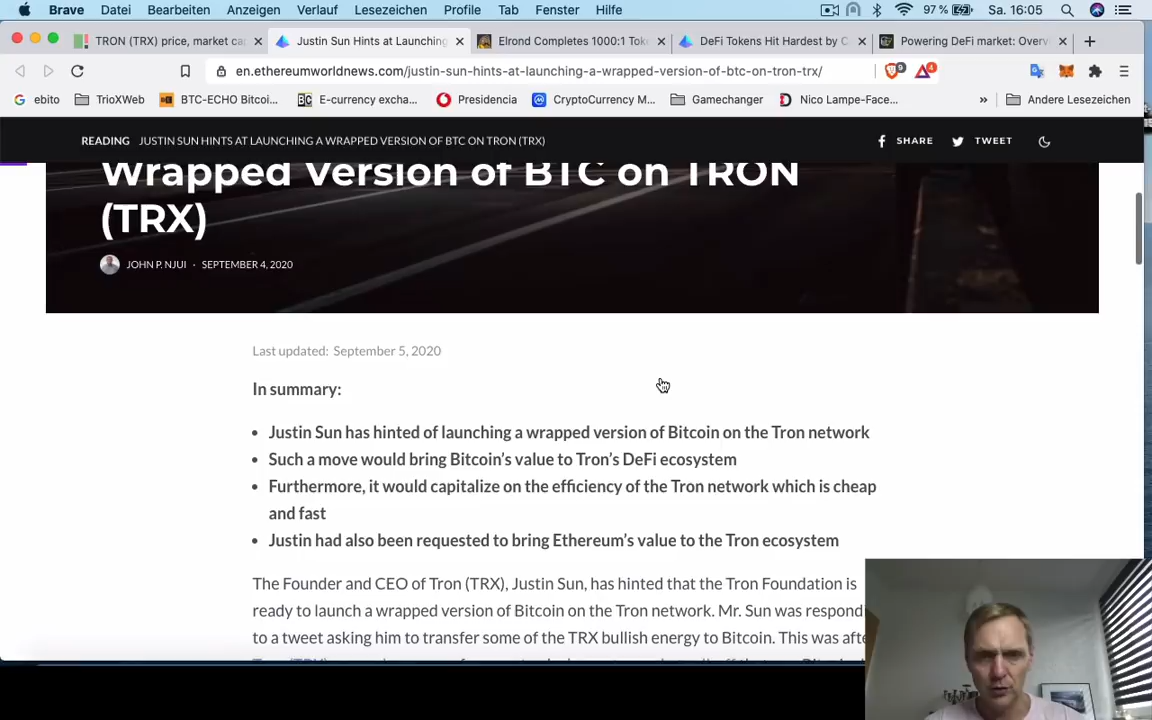 Brave Datei Bearbeiten Anzeigen Verlauf Lesezeichen Profile Tab Fenster Hilfe 97 % Sa. 16:05
TRON (TRX) price, market ca
Justin Sun Hints at Launching
Elrond Completes 1000:1 Tok
DeFi Tokens Hit Hardest by C
Powering DeFi market: Overv
en.ethereumworldnews.com/justin-sun-hints-at-launching-a-wrapped-version-of-btc-on-tron-trx/ 9 4
ebito TrioXWeb BTC-ECHO Bitcoi... E-currency excha... Presidencia CryptoCurrency M... Gamechanger Nico Lampe-Face... » Andere Lesezeichen
READING JUSTIN SUN HINTS AT LAUNCHING A WRAPPED VERSION OF BTC ON TRON (TRX) SHARE TWEET
Wrapped Version of BTC on TRON
(TRX)
JOHN P. NJUI · SEPTEMBER 4, 2020
Last updated: September 5, 2020
In summary:
• Justin Sun has hinted of launching a wrapped version of Bitcoin on the Tron network
• Such a move would bring Bitcoin's value to Tron's DeFi ecosystem
• Furthermore, it would capitalize on the efficiency of the Tron network which is cheap
and fast
• Justin had also been requested to bring Ethereum's value to the Tron ecosystem
The Founder and CEO of Tron (TRX), Justin Sun, has hinted that the Tron Foundation is
ready to launch a wrapped version of Bitcoin on the Tron network. Mr. Sun was respond
to a tweet asking him to transfer some of the TRX bullish energy to Bitcoin. This was afte